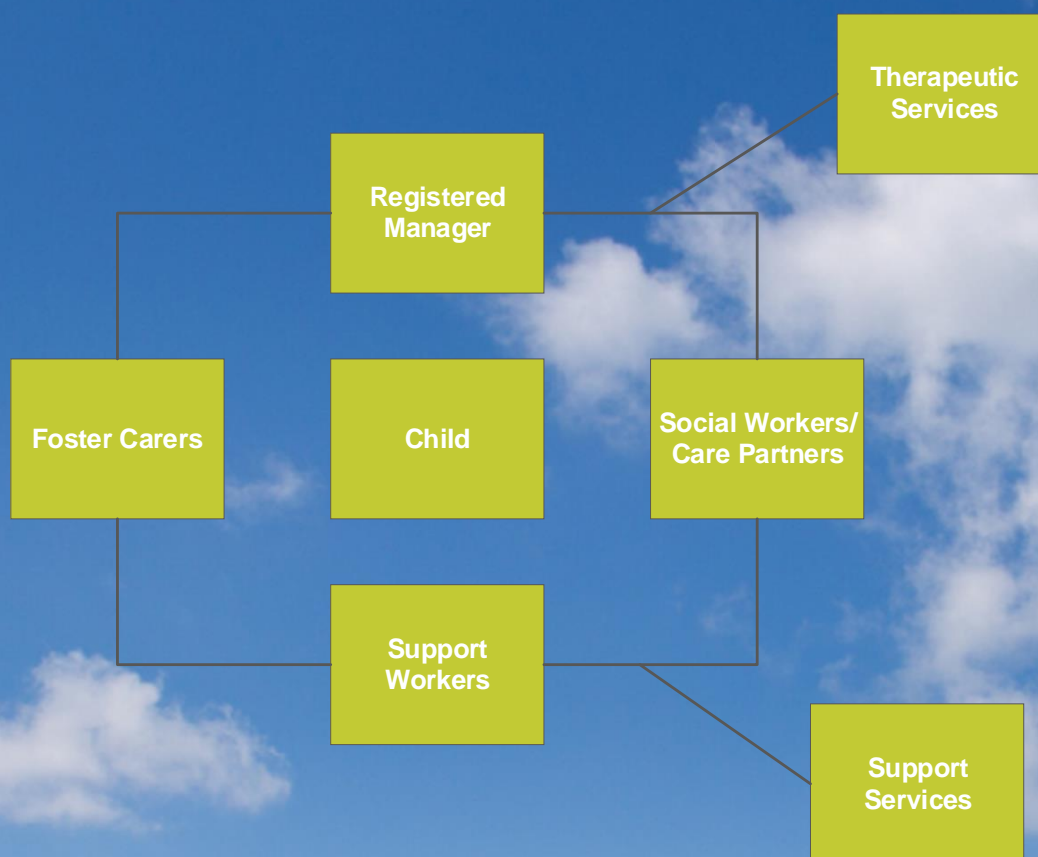 Therapeutic
Services
Registered
Manager
Foster Carers
Child
Social Workers/
Care Partners
Support
Workers
Support
Services